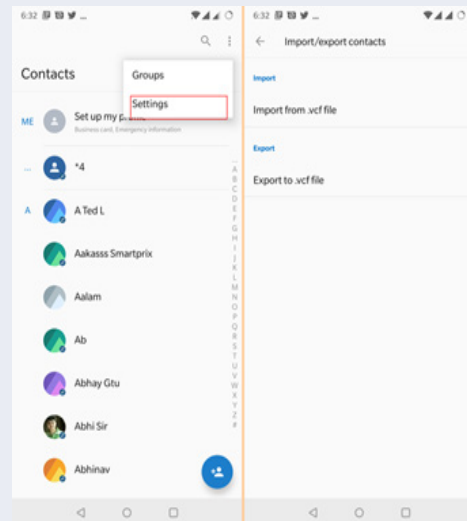 6:32
Contacts
Groups
Settings
ME
Set up my profile
Business card, Emergency information
...
*4
A
A Ted L
Aakasss Smartprix
Aalam
Ab
Abhay Gtu
Abhi Sir
Abhinav
...
A
B
C
D
E
F
G
H
I
J
K
L
M
N
O
P
Q
R
S
T
U
V
W
X
Y
Z
#
6:32
Import/export contacts
Import
Import from .vcf file
Export
Export to .vcf file